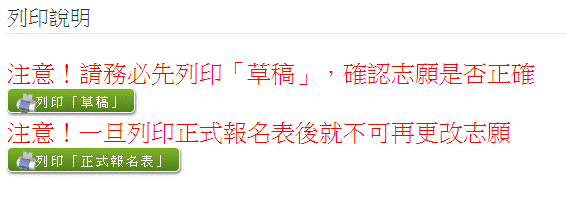 列印說明
注意！請務必先列印「草稿」，確認志願是否正確
列印「草稿」
注意！一旦列印正式報名表後就不可再更改志願
列印「正式報名表」